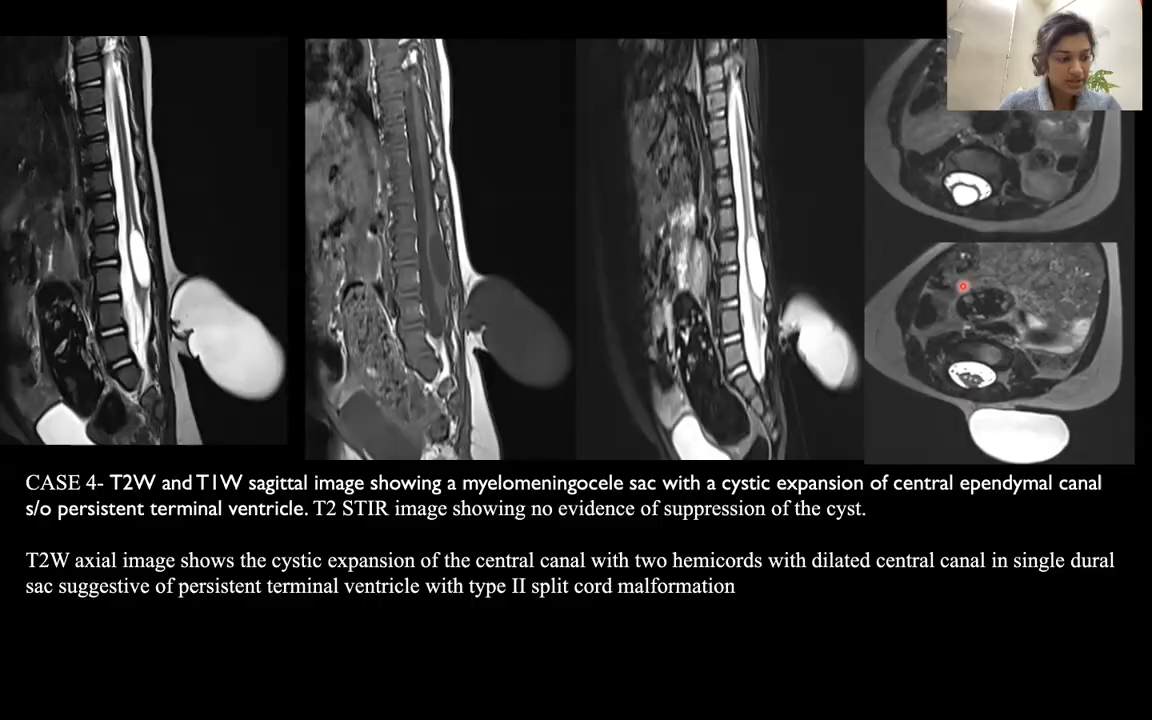 CASE 4- T2W and T1W sagittal image showing a myelomeningocele sac with a cystic expansion of central ependymal canal
s/o persistent terminal ventricle. T2 STIR image showing no evidence of suppression of the cyst.
T2W axial image shows the cystic expansion of the central canal with two hemicords with dilated central canal in single dural
sac suggestive of persistent terminal ventricle with type II split cord malformation